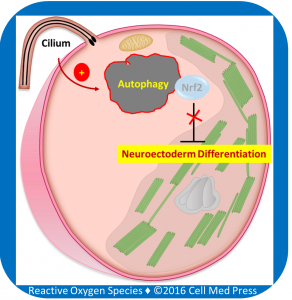 Cilium
+
Autophagy
Nrf2
Neuroectoderm Differentiation
Reactive Oxygen Species ♦ ©2016 Cell Med Press